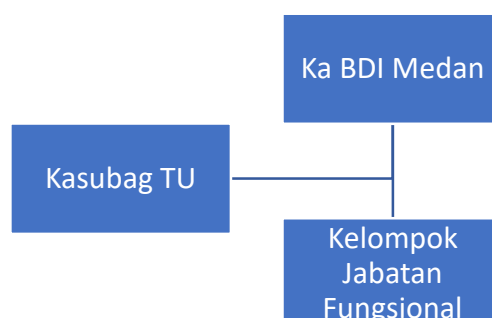 Ka BDI Medan
Kasubag TU
Kelompok
Jabatan
Fungsional